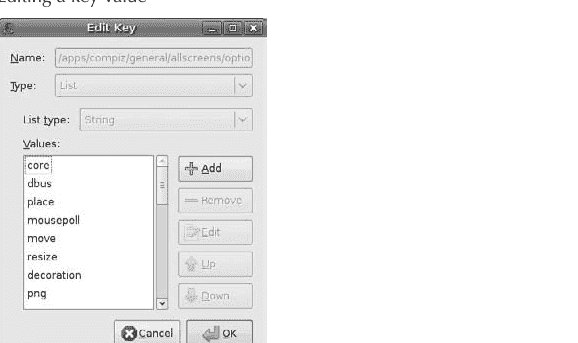 Editing a key value
Edit Key
Name: /apps/compiz/general/allscreens/optio
Type: List
List type: String
Values:
core
dbus
place
mousepoll
move
resize
decoration
png
Add
Remove
Edit
Up
Down
Cancel OK